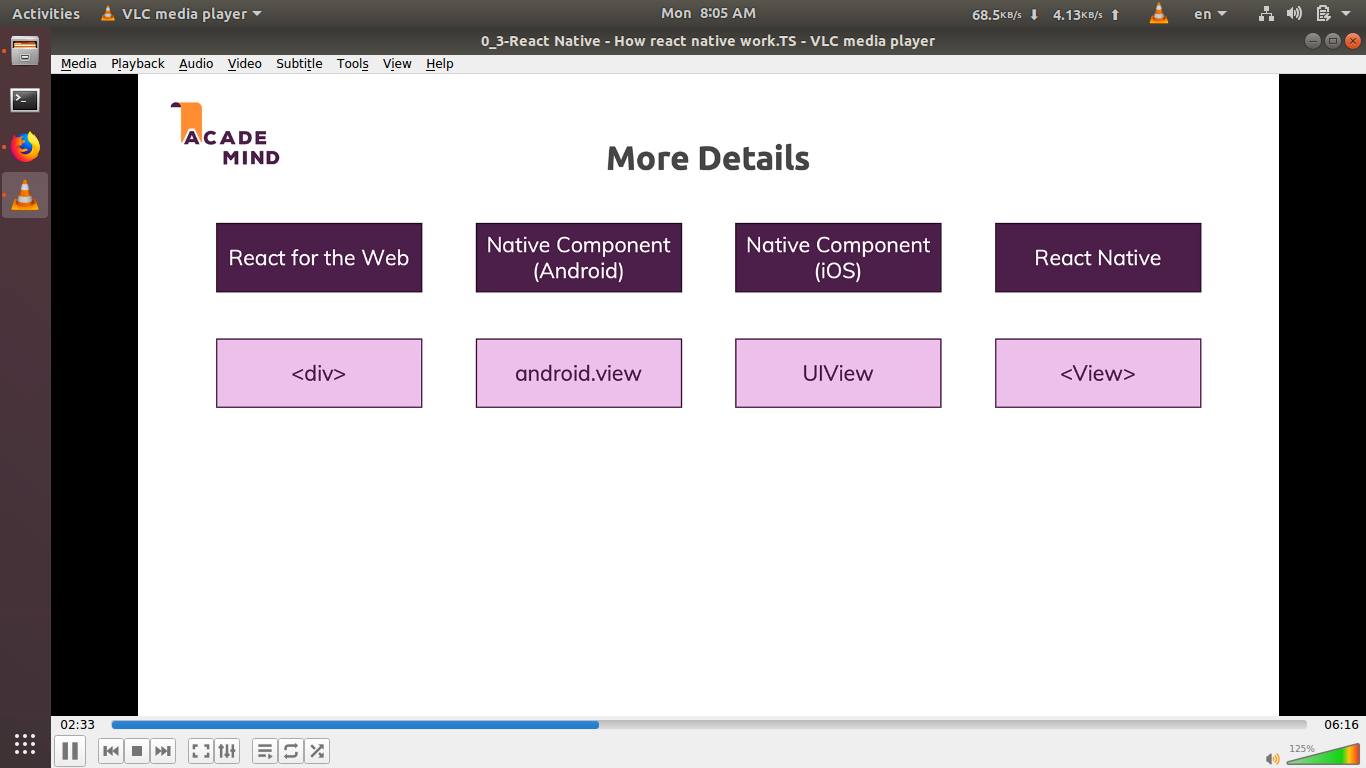 Activities
VLC media player
Mon 8:05 AM
68.5KB/s
4.13KB/s
en
0_3-React Native - How react native work.TS - VLC media player
Media Playback Audio Video Subtitle Tools View Help
ACADE
MIND
More Details
React for the Web
Native Component
(Android)
Native Component
(iOS)
React Native
<div>
android.view
UIView
<View>
02:33
06:16
125%